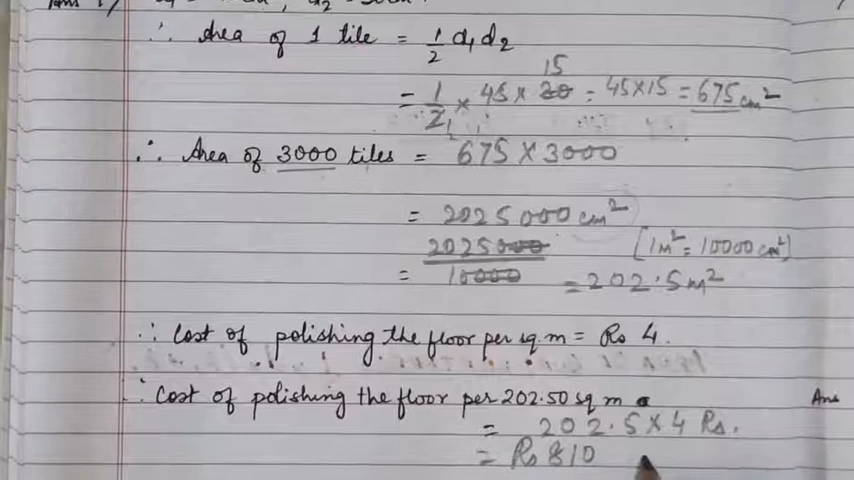 ∴ Area of 1 tile = 1/2 d₁d₂
= 1/2 × 45 × 30 15 = 45×15 = 675 cm²
∴ Area of 3000 tiles = 675 × 3000
= 2025000 cm²
= 2025000/10000 = 202.5 m² [1m² = 10000 cm²]
∴ Cost of polishing the floor per sq.m = Rs 4.
∴ Cost of polishing the floor per 202.50 sq m
Ans
= 202.5 × 4 Rs.
= Rs 810